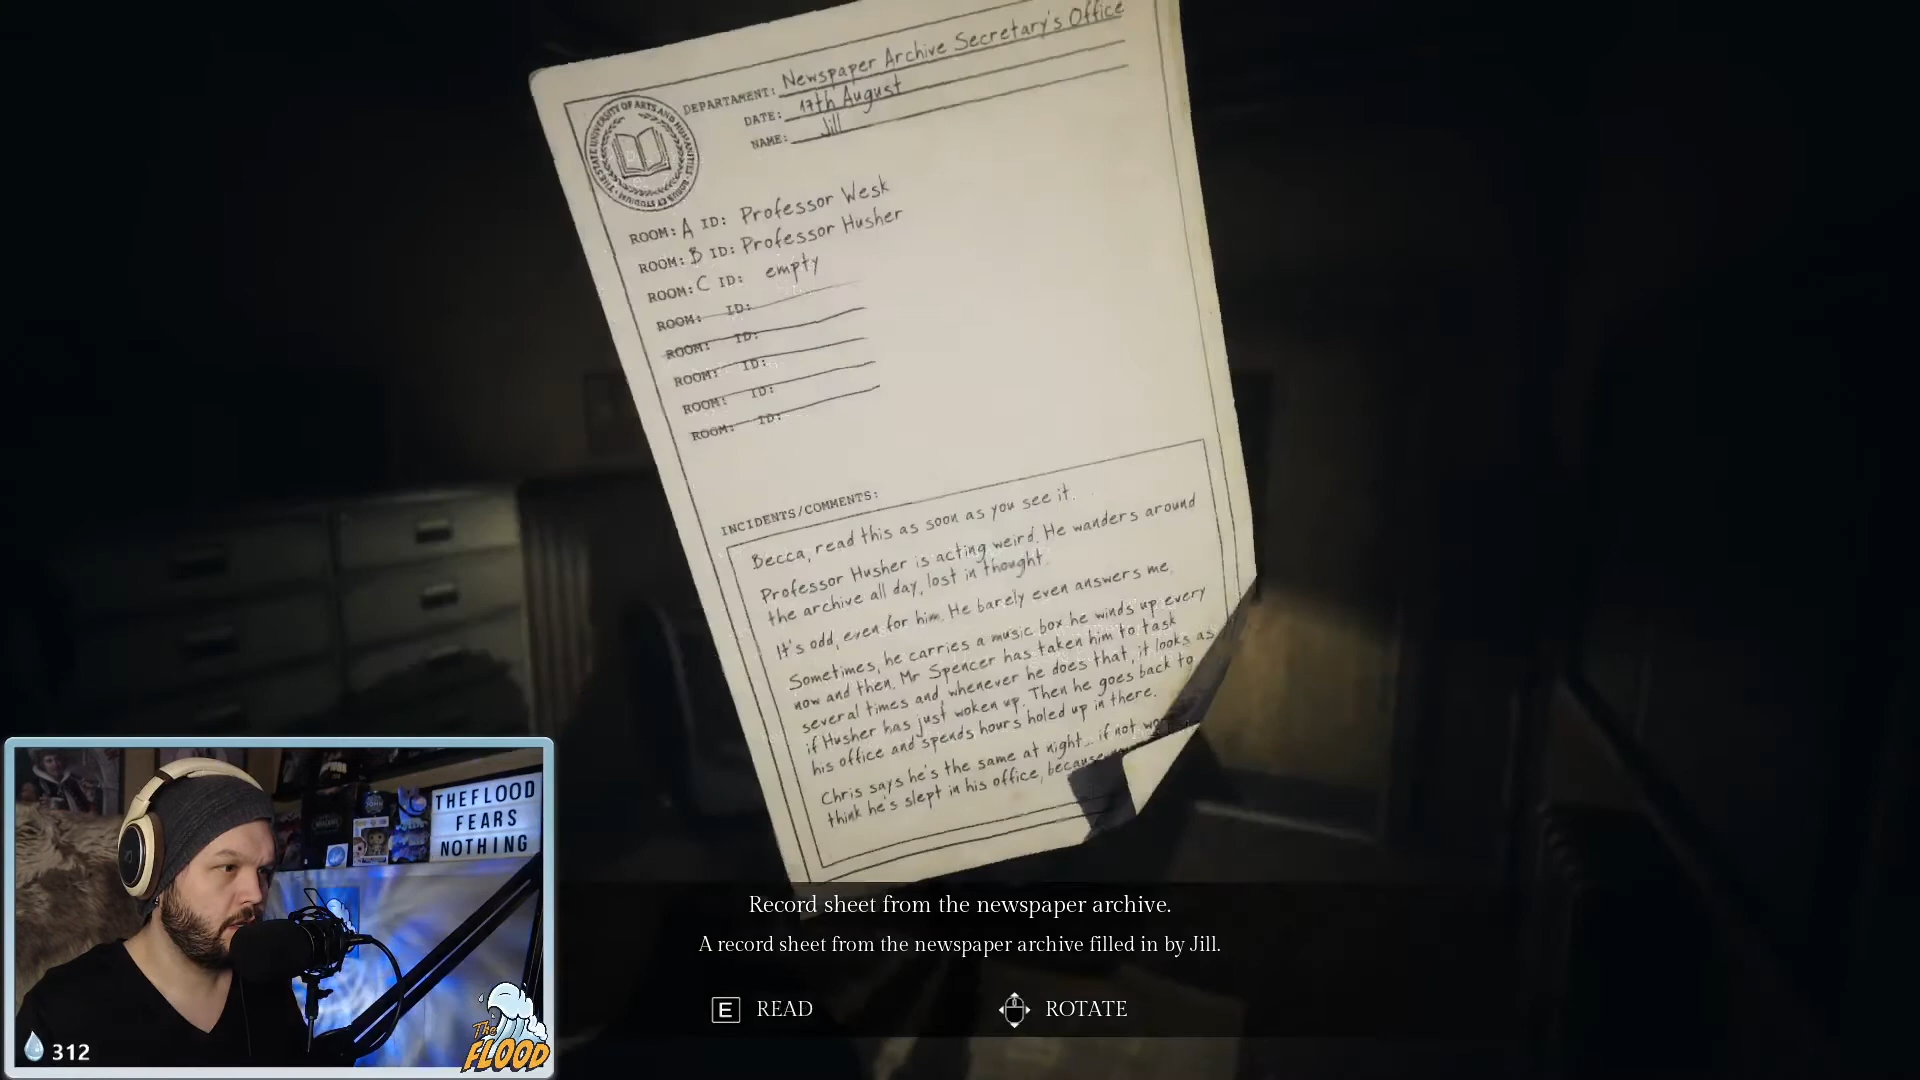 DEPARTAMENT: Newspaper Archive Secretary's Office
DATE: 17th August
NAME: Jill
THE STATE UNIVERSITY OF ARTS AND HUMANITIES
ROOM: A ID: Professor Wesk
ROOM: B ID: Professor Husher
ROOM: C ID: empty
ROOM: ID:
ROOM: ID:
ROOM: ID:
ROOM: ID:
ROOM: ID:
INCIDENTS/COMMENTS:
Becca, read this as soon as you see it.
Professor Husher is acting weird. He wanders around
the archive all day, lost in thought.
It's odd, even for him. He barely even answers me.
Sometimes, he carries a music box he winds up every
now and then. Mr Spencer has taken him to task
several times and whenever he does that, it looks as
if Husher has just woken up. Then he goes back to
his office and spends hours holed up in there.
Chris says he's the same at night... if not
think he's slept in his office, because
Record sheet from the newspaper archive.
A record sheet from the newspaper archive filled in by Jill.
E READ
ROTATE
THEFLOOD
FEARS
NOTHING
312
The
FLOOD